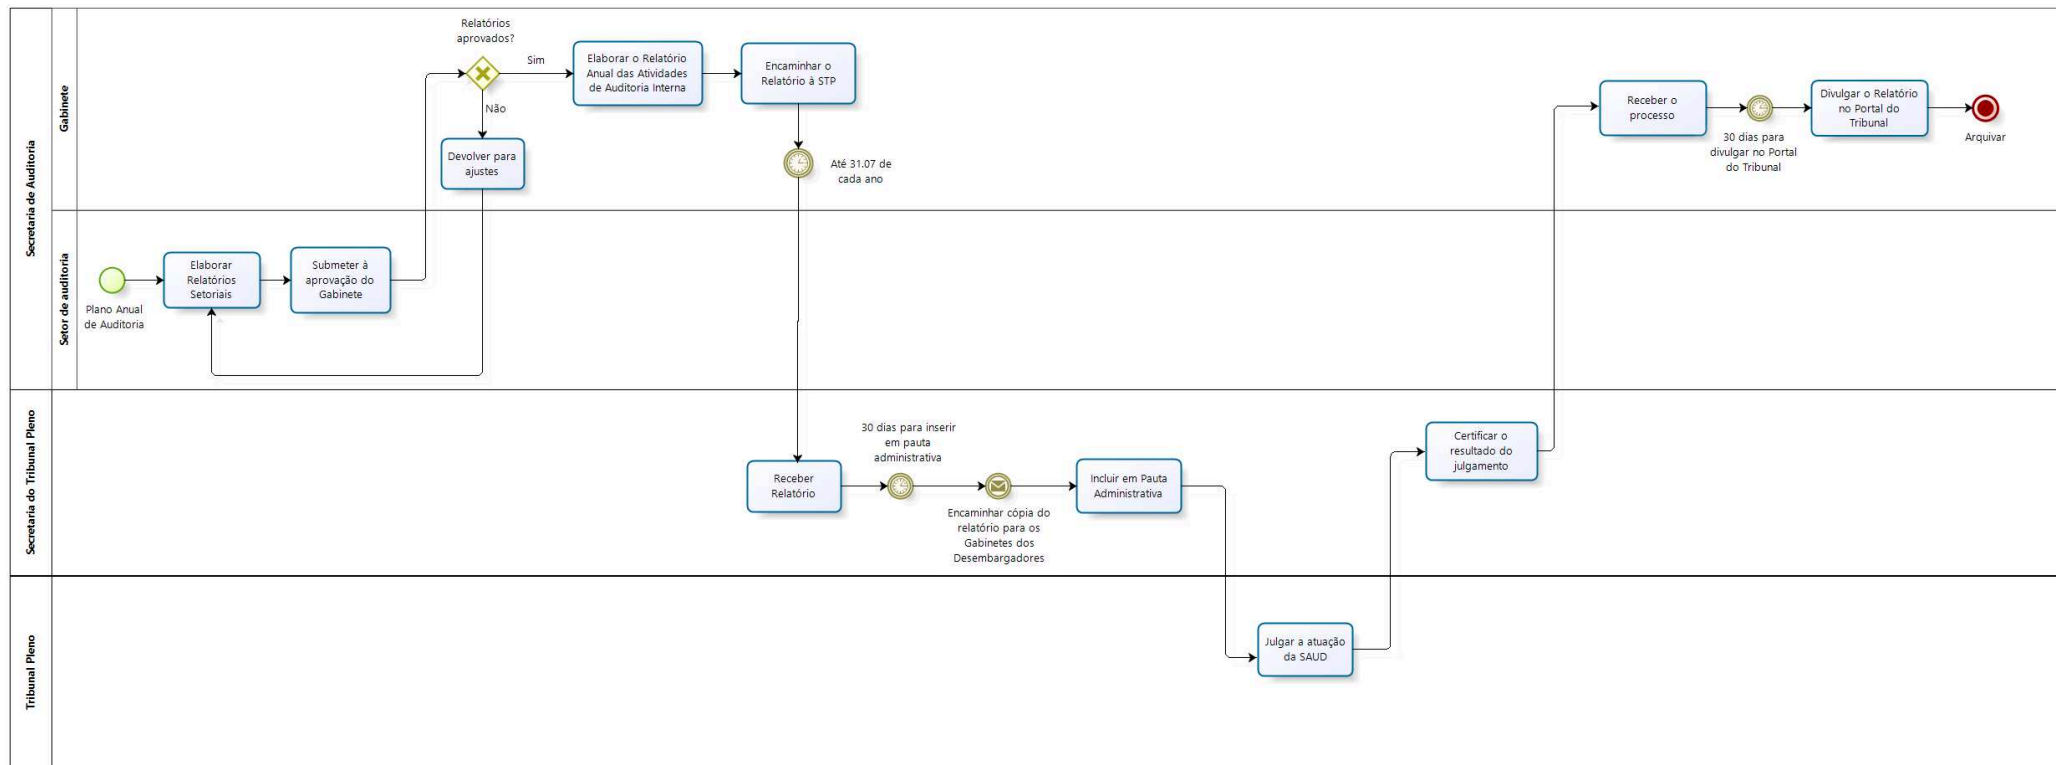 Secretaria de Auditoria
Gabinete
Relatórios
aprovados?
Sim
Não
Elaborar o Relatório
Anual das Atividades
de Auditoria Interna
Encaminhar o
Relatório à STP
Devolver para
ajustes
Até 31.07 de
cada ano
Receber o
processo
30 dias para
divulgar no Portal
do Tribunal
Divulgar o Relatório
no Portal do
Tribunal
Arquivar
Setor de auditoria
Plano Anual
de Auditoria
Elaborar
Relatórios
Setoriais
Submeter à
aprovação do
Gabinete
Secretaria do Tribunal Pleno
Receber
Relatório
30 dias para inserir
em pauta
administrativa
Encaminhar cópia do
relatório para os
Gabinetes dos
Desembargadores
Incluir em Pauta
Administrativa
Certificar o
resultado do
julgamento
Tribunal Pleno
Julgar a atuação
da SAUD